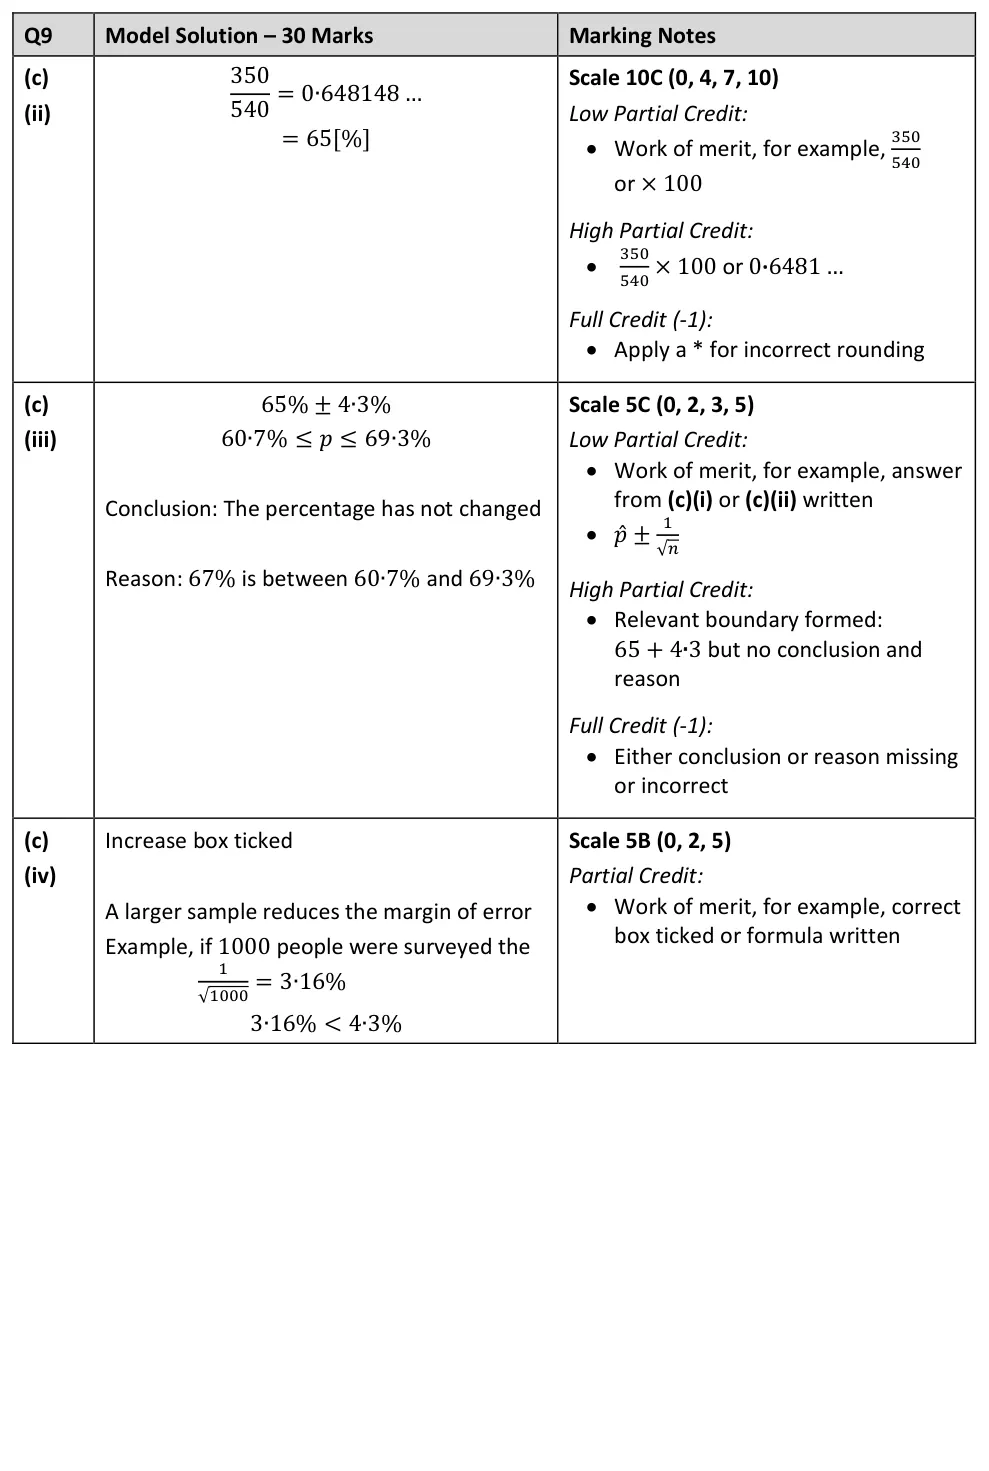 Q9 Model Solution – 30 Marks Marking Notes
(c)
(ii)
350/540 = 0·648148 …
= 65[%]
Scale 10C (0, 4, 7, 10)
Low Partial Credit:
• Work of merit, for example, 350/540
or × 100
High Partial Credit:
• 350/540 × 100 or 0·6481 …
Full Credit (-1):
• Apply a * for incorrect rounding
(c)
(iii)
65% ± 4·3%
60·7% ≤ p ≤ 69·3%
Conclusion: The percentage has not changed
Reason: 67% is between 60·7% and 69·3%
Scale 5C (0, 2, 3, 5)
Low Partial Credit:
• Work of merit, for example, answer
from (c)(i) or (c)(ii) written
• p̂ ± 1/√n
High Partial Credit:
• Relevant boundary formed:
65 + 4·3 but no conclusion and
reason
Full Credit (-1):
• Either conclusion or reason missing
or incorrect
(c)
(iv)
Increase box ticked
A larger sample reduces the margin of error
Example, if 1000 people were surveyed the
1/√1000 = 3·16%
3·16% < 4·3%
Scale 5B (0, 2, 5)
Partial Credit:
• Work of merit, for example, correct
box ticked or formula written